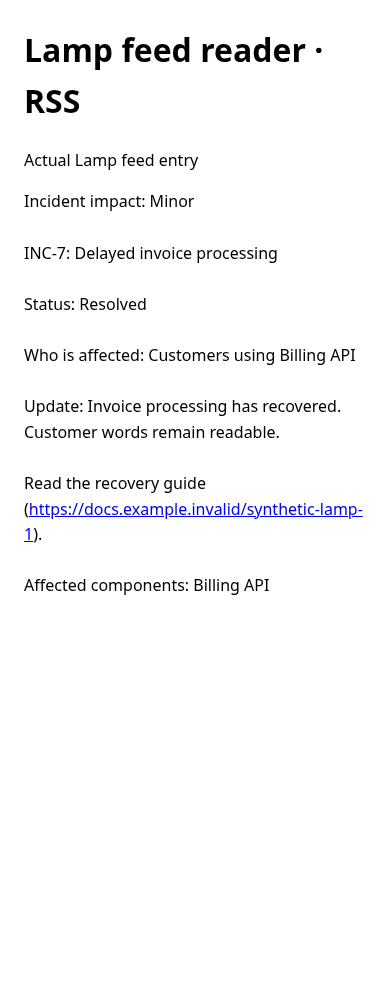 Lamp feed reader ·
RSS
Actual Lamp feed entry
Incident impact: Minor
INC-7: Delayed invoice processing
Status: Resolved
Who is affected: Customers using Billing API
Update: Invoice processing has recovered.
Customer words remain readable.
Read the recovery guide
(https://docs.example.invalid/synthetic-lamp-
1).
Affected components: Billing API